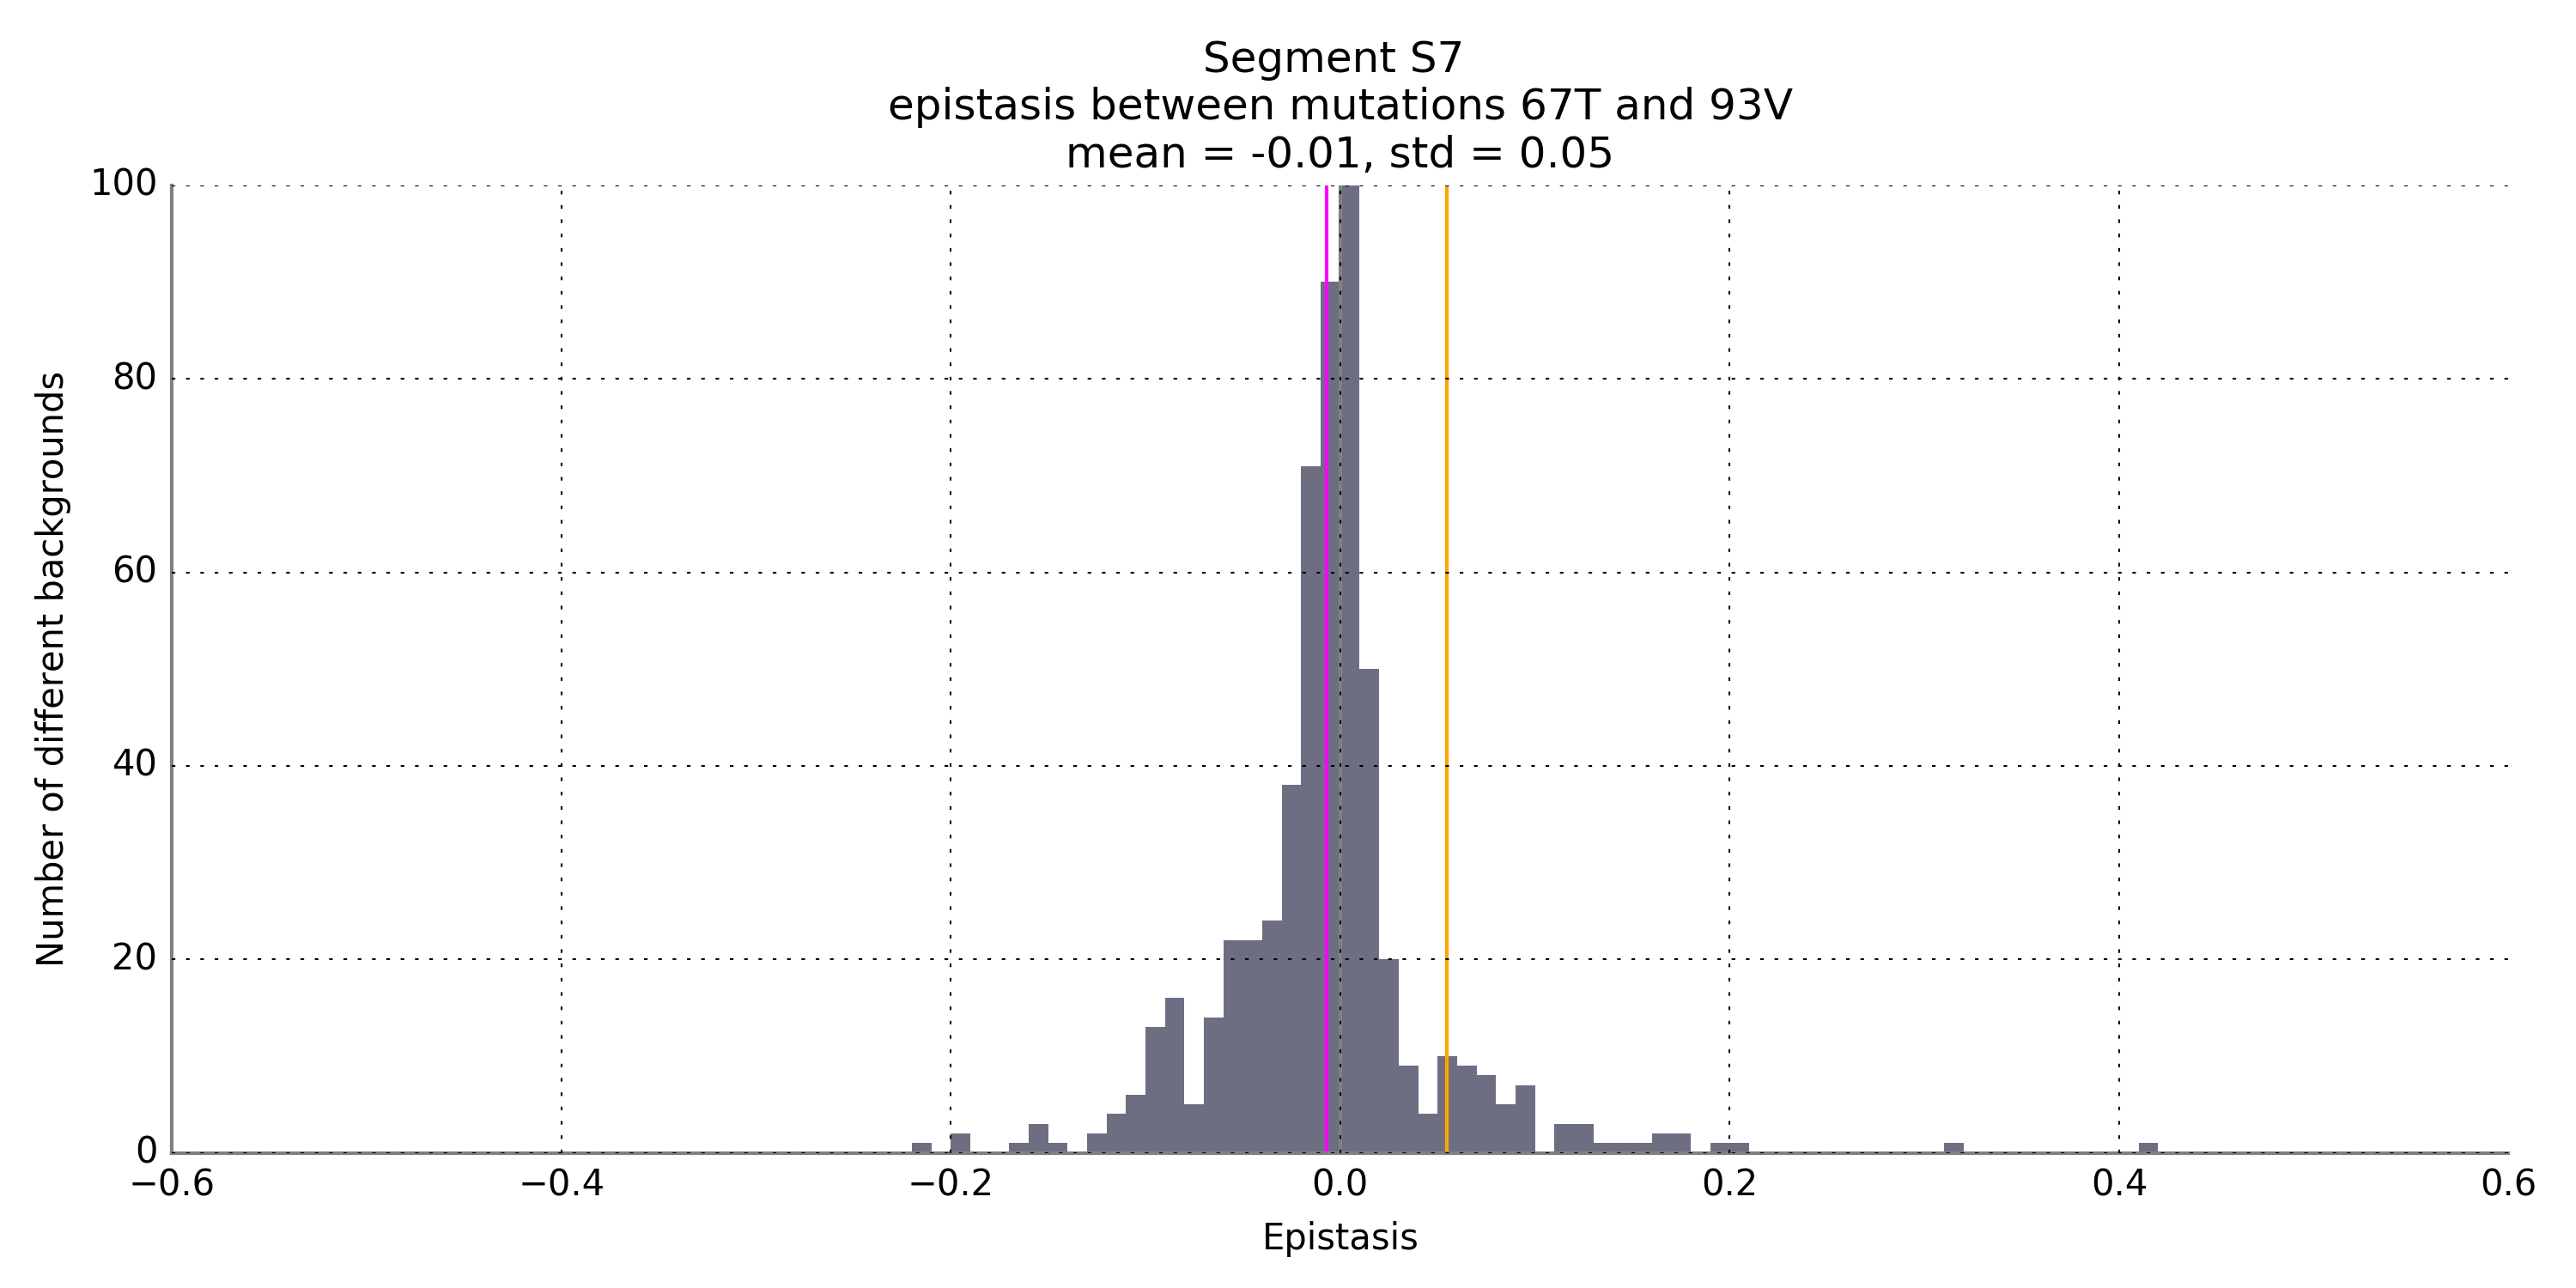 Segment S7
epistasis between mutations 67T and 93V
mean = -0.01, std = 0.05
100
80
60
40
20
0
Number of different backgrounds
−0.6 −0.4 −0.2 0.0 0.2 0.4 0.6
Epistasis